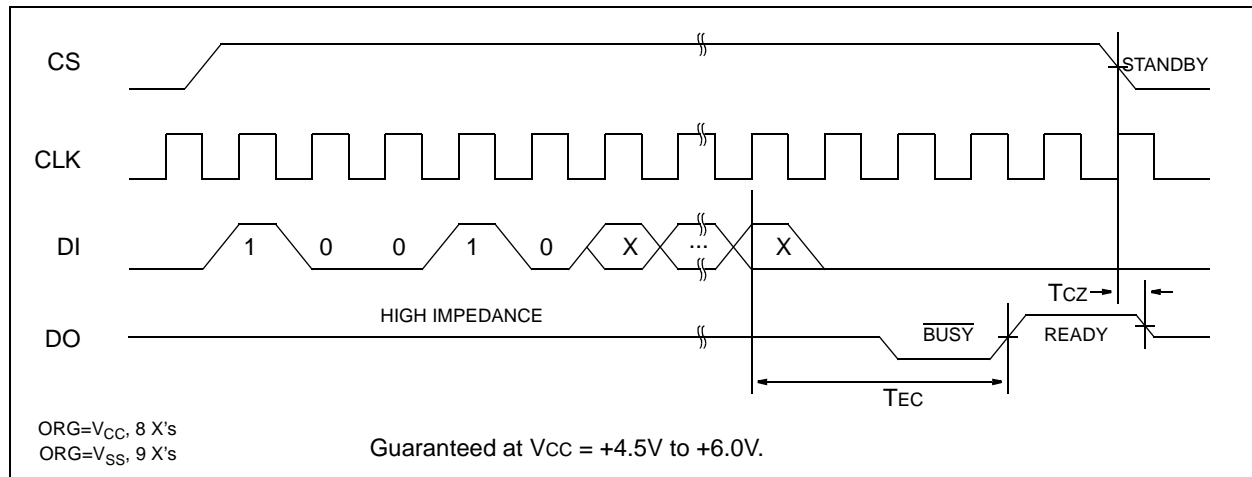 CS
STANDBY
CLK
DI
1 0 0 1 0 X ... X
TCZ
HIGH IMPEDANCE
DO
BUSY
READY
TEC
ORG=VCC, 8 X's
ORG=VSS, 9 X's
Guaranteed at VCC = +4.5V to +6.0V.